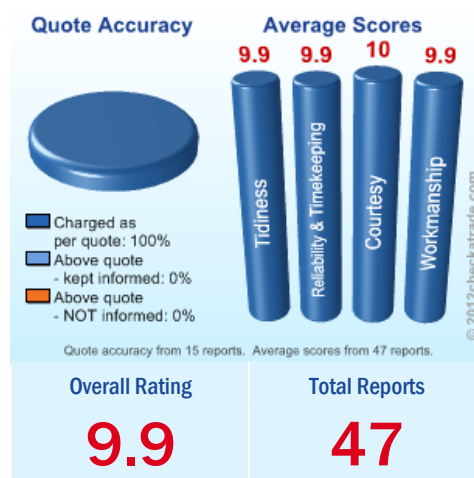 Quote Accuracy
Average Scores
9.9
9.9
10
9.9
Tidiness
Reliability & Timekeeping
Courtesy
Workmanship
Charged as
per quote: 100%
Above quote
- kept informed: 0%
Above quote
- NOT informed: 0%
© 2012checkatrade.com
Quote accuracy from 15 reports. Average scores from 47 reports.
Overall Rating
Total Reports
9.9
47